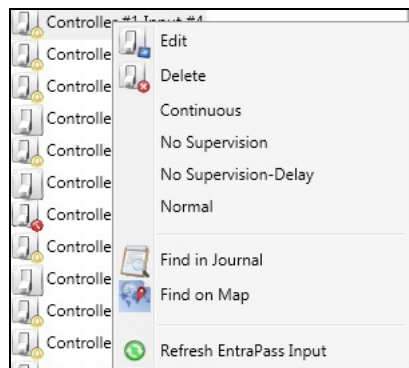 Controller #1 Input #4
Controlle
Edit
Controlle
Delete
Controlle
Continuous
Controlle
No Supervision
Controlle
No Supervision-Delay
Controlle
Normal
Controlle
Controlle
Find in Journal
Controlle
Find on Map
Controlle
Refresh EntraPass Input